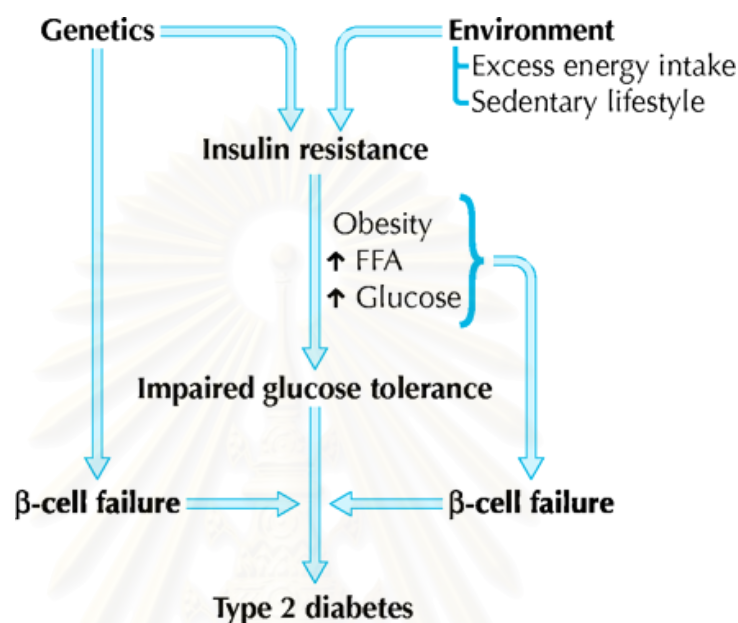 Genetics
Environment
Excess energy intake
Sedentary lifestyle
Insulin resistance
Obesity
↑ FFA
↑ Glucose
Impaired glucose tolerance
β-cell failure
β-cell failure
Type 2 diabetes